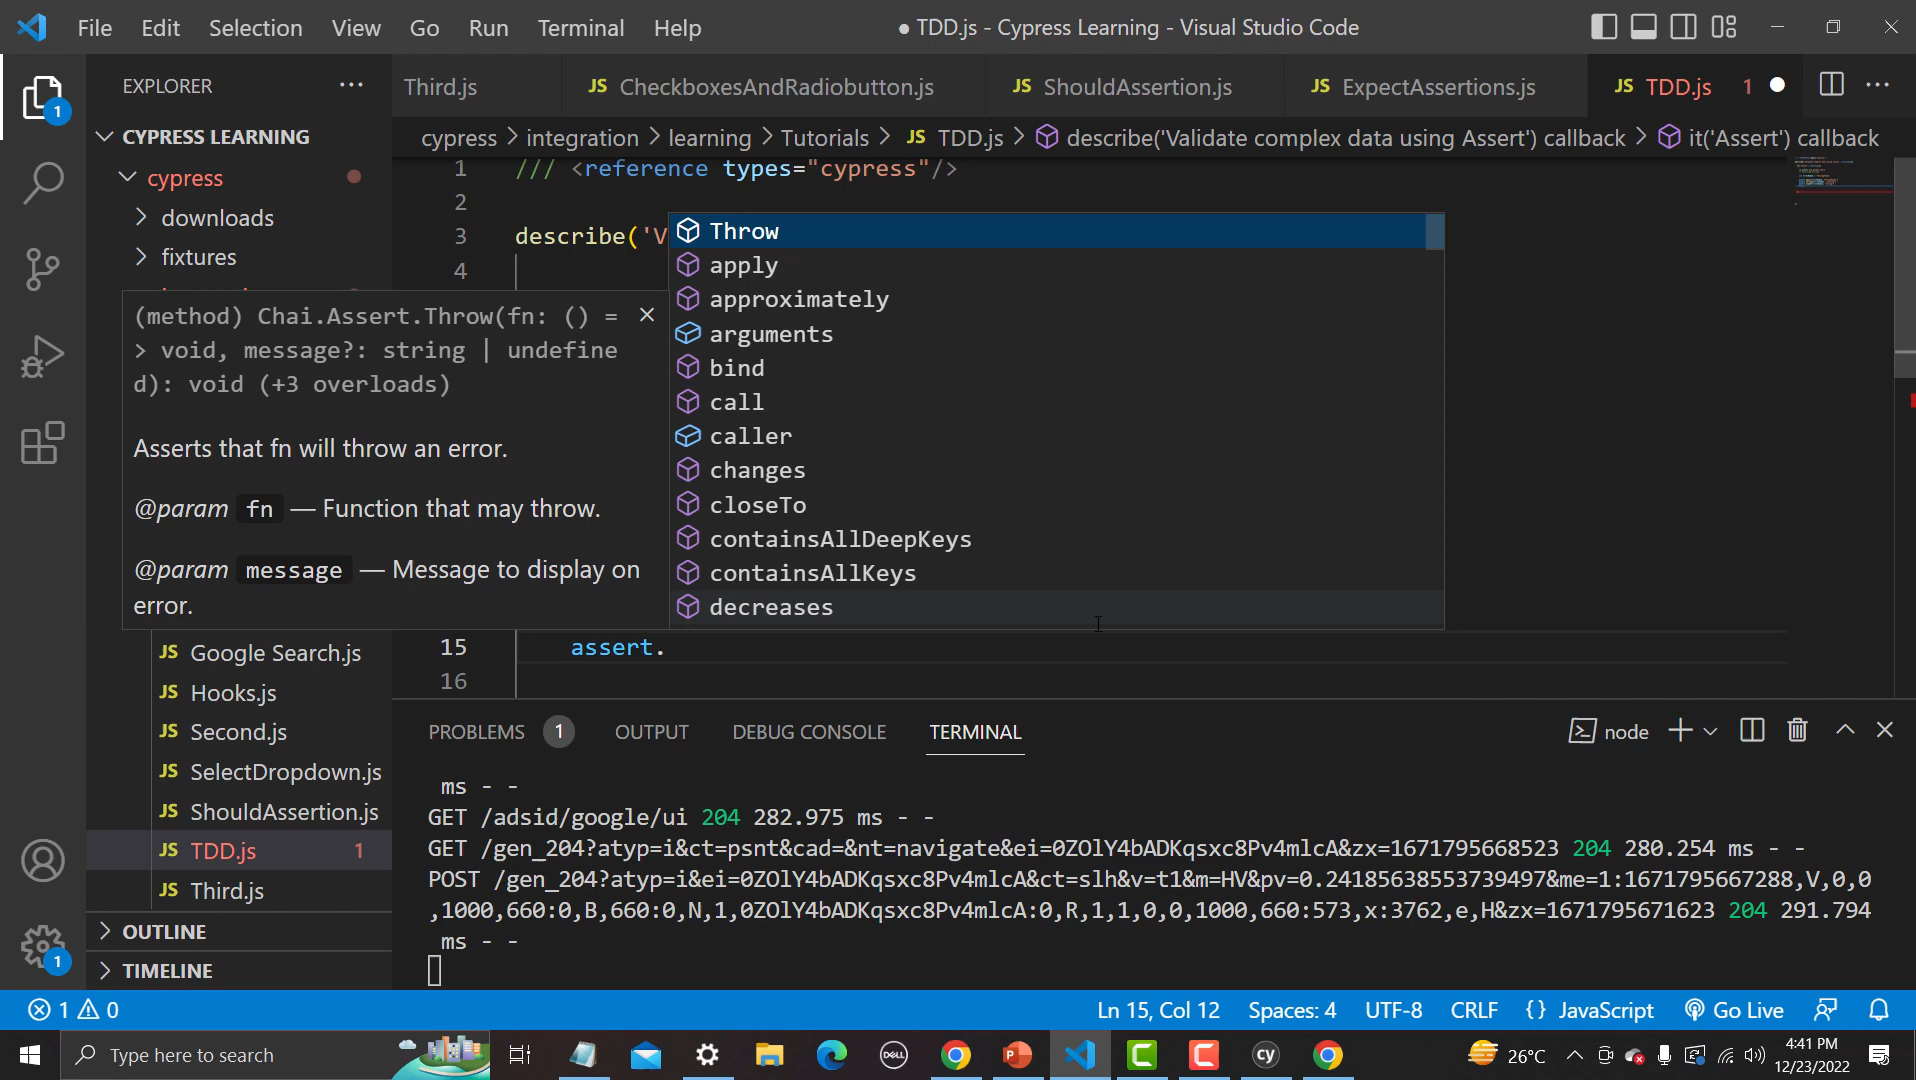 File Edit Selection View Go Run Terminal Help
● TDD.js - Cypress Learning - Visual Studio Code
EXPLORER ...
Third.js
JS CheckboxesAndRadiobutton.js
JS ShouldAssertion.js
JS ExpectAssertions.js
JS TDD.js 1
1
CYPRESS LEARNING
cypress > integration > learning > Tutorials > JS TDD.js > describe('Validate complex data using Assert') callback > it('Assert') callback
cypress
downloads
fixtures
1 /// <reference types="cypress"/>
2
3 describe('V
4
Throw
apply
approximately
arguments
bind
call
caller
changes
closeTo
containsAllDeepKeys
containsAllKeys
decreases
(method) Chai.Assert.Throw(fn: () =
> void, message?: string | undefine
d): void (+3 overloads)
Asserts that fn will throw an error.
@param fn — Function that may throw.
@param message — Message to display on
error.
15 assert.
16
JS Google Search.js
JS Hooks.js
JS Second.js
JS SelectDropdown.js
JS ShouldAssertion.js
JS TDD.js 1
JS Third.js
OUTLINE
TIMELINE
1
PROBLEMS 1 OUTPUT DEBUG CONSOLE TERMINAL
node
ms - -
GET /adsid/google/ui 204 282.975 ms - -
GET /gen_204?atyp=i&ct=psnt&cad=&nt=navigate&ei=0ZOlY4bADKqsxc8Pv4mlcA&zx=1671795668523 204 280.254 ms - -
POST /gen_204?atyp=i&ei=0ZOlY4bADKqsxc8Pv4mlcA&ct=slh&v=t1&m=HV&pv=0.24185638553739497&me=1:1671795667288,V,0,0
,1000,660:0,B,660:0,N,1,0ZOlY4bADKqsxc8Pv4mlcA:0,R,1,1,0,0,1000,660:573,x:3762,e,H&zx=1671795671623 204 291.794
ms - -
1 0
Ln 15, Col 12 Spaces: 4 UTF-8 CRLF {} JavaScript Go Live
Type here to search
DELL
P
cy
26°C
4:41 PM
12/23/2022